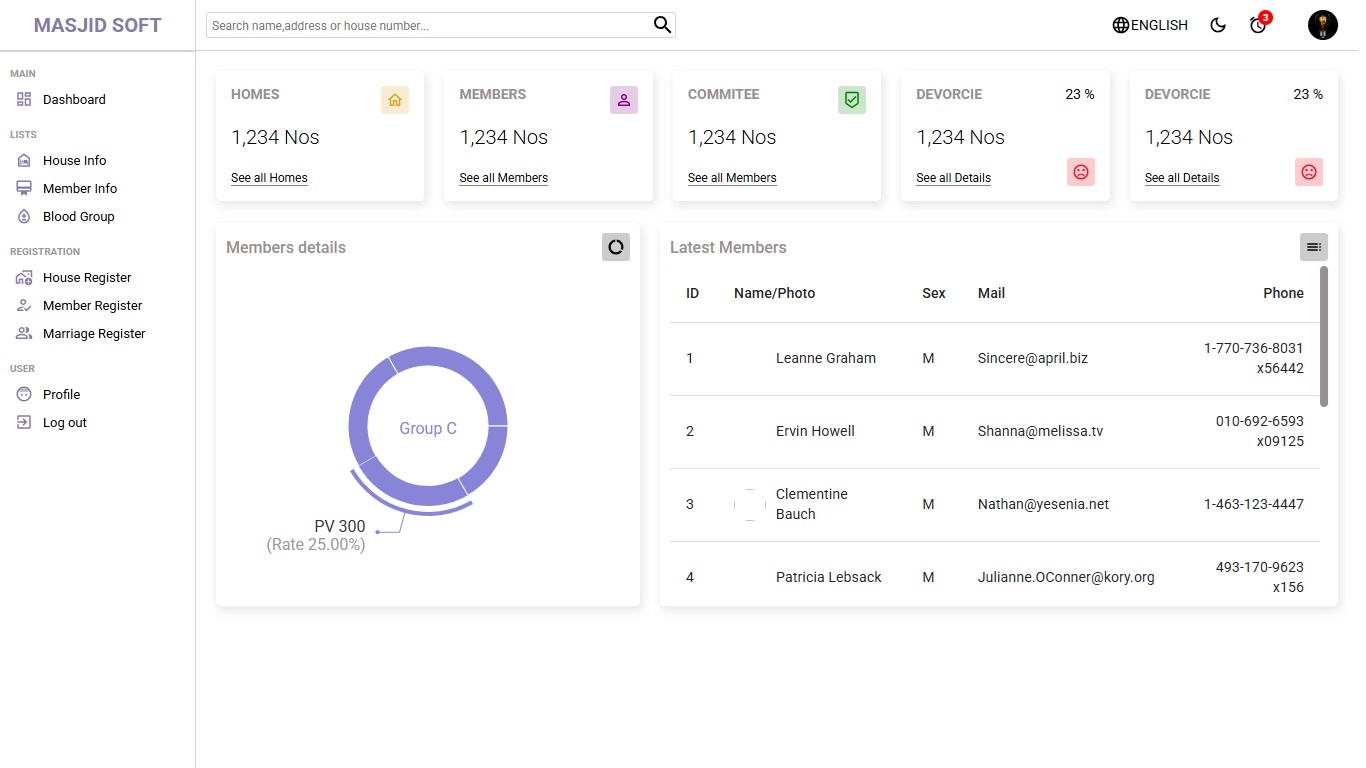 MASJID SOFT
Search name,address or house number...
ENGLISH
3
MAIN
Dashboard
LISTS
House Info
Member Info
Blood Group
REGISTRATION
House Register
Member Register
Marriage Register
USER
Profile
Log out
HOMES
1,234 Nos
See all Homes
MEMBERS
1,234 Nos
See all Members
COMMITEE
1,234 Nos
See all Members
DEVORCIE 23 %
1,234 Nos
See all Details
DEVORCIE 23 %
1,234 Nos
See all Details
Members details
Group C
PV 300
(Rate 25.00%)
Latest Members
ID Name/Photo Sex Mail Phone
1 Leanne Graham M Sincere@april.biz 1-770-736-8031
x56442
2 Ervin Howell M Shanna@melissa.tv 010-692-6593
x09125
3 Clementine
Bauch M Nathan@yesenia.net 1-463-123-4447
4 Patricia Lebsack M Julianne.OConner@kory.org 493-170-9623
x156